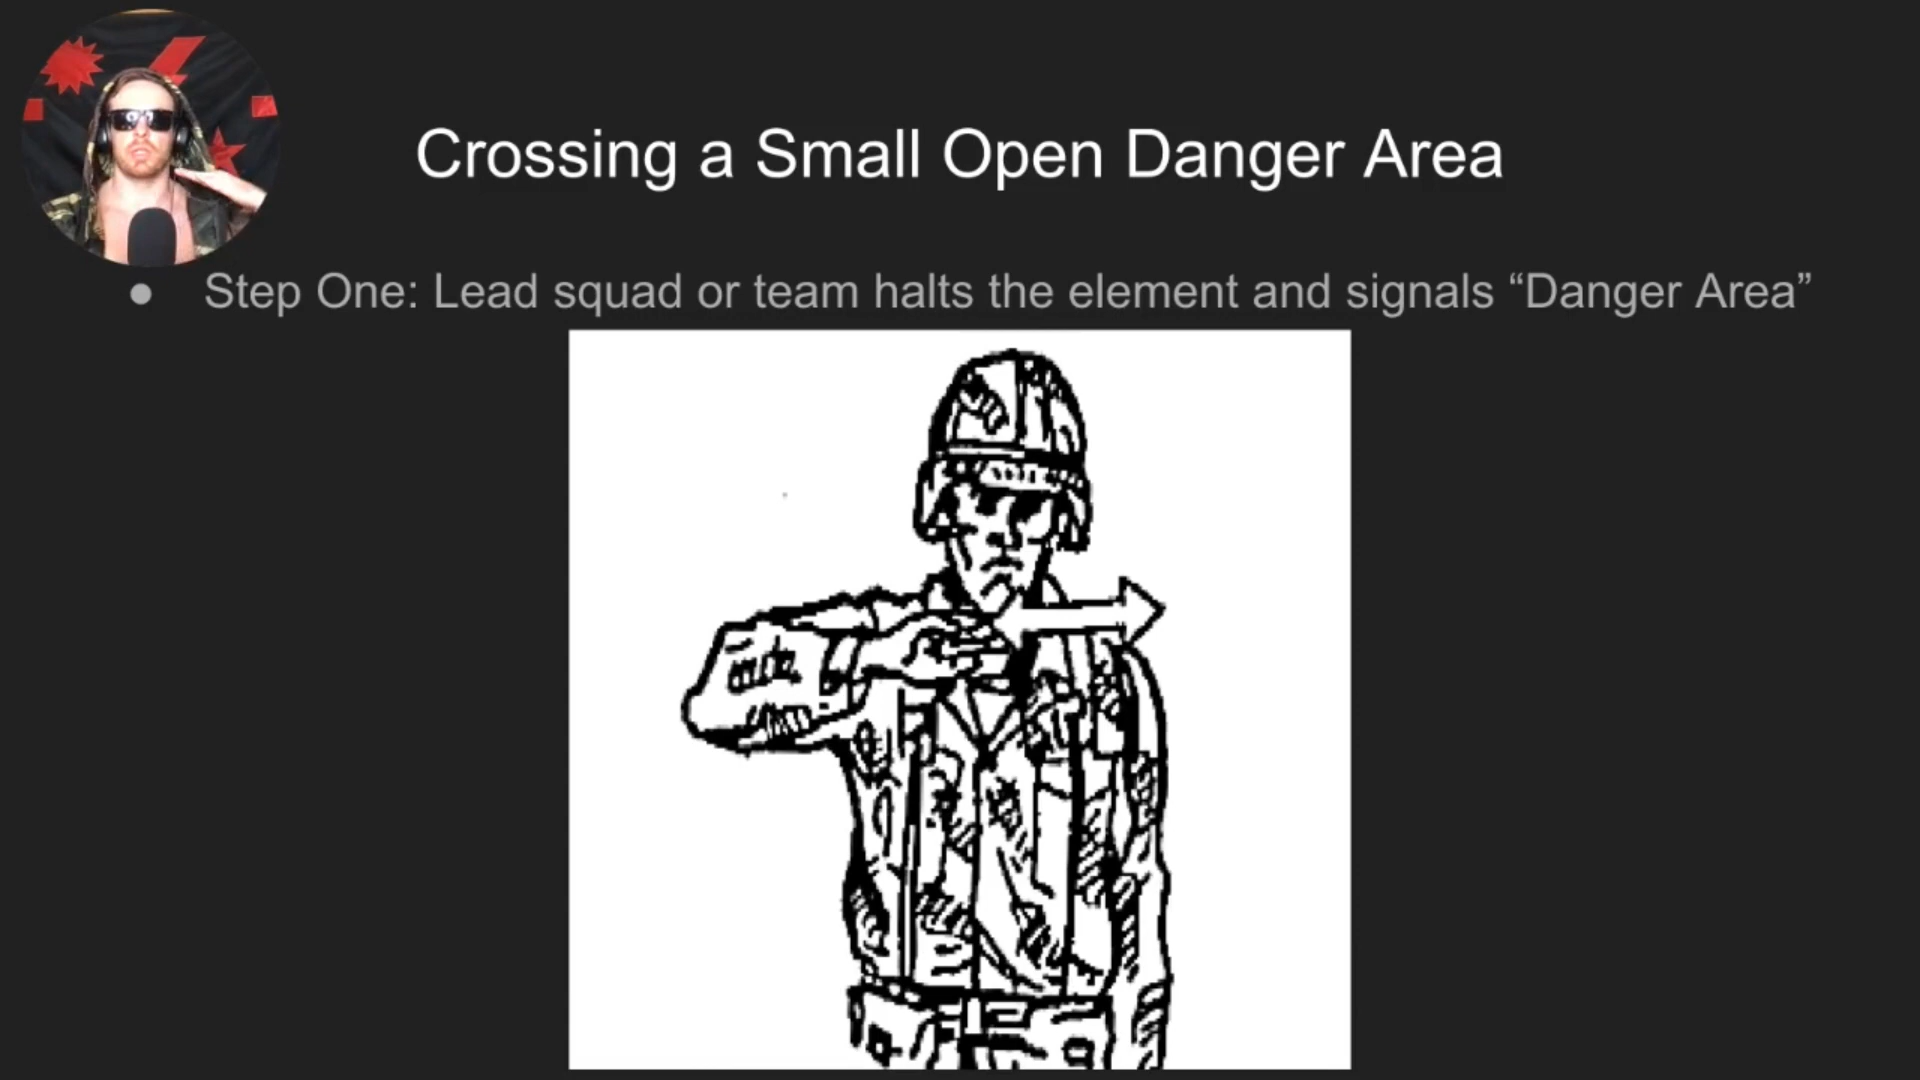 Crossing a Small Open Danger Area
● Step One: Lead squad or team halts the element and signals “Danger Area”